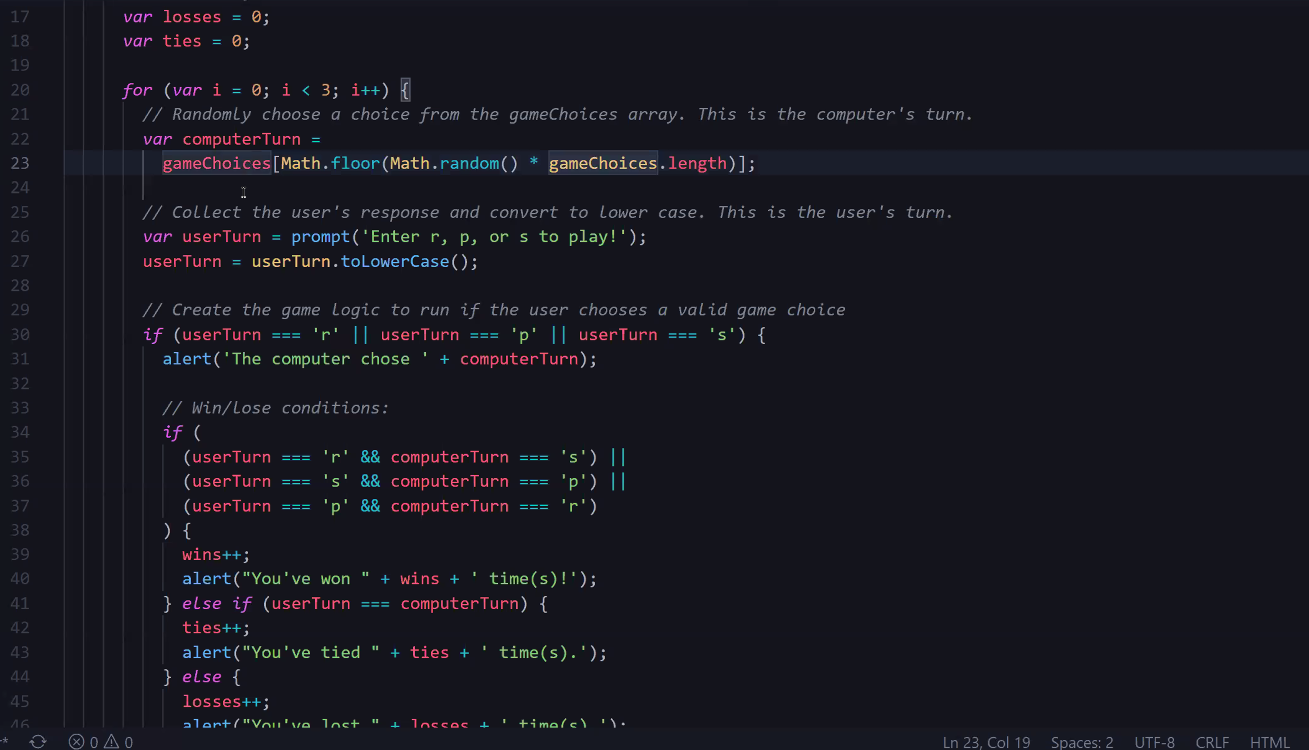 17 var losses = 0;
18 var ties = 0;
19
20 for (var i = 0; i < 3; i++) {
21 // Randomly choose a choice from the gameChoices array. This is the computer's turn.
22 var computerTurn =
23 gameChoices[Math.floor(Math.random() * gameChoices.length)];
24
25 // Collect the user's response and convert to lower case. This is the user's turn.
26 var userTurn = prompt('Enter r, p, or s to play!');
27 userTurn = userTurn.toLowerCase();
28
29 // Create the game logic to run if the user chooses a valid game choice
30 if (userTurn === 'r' || userTurn === 'p' || userTurn === 's') {
31 alert('The computer chose ' + computerTurn);
32
33 // Win/lose conditions:
34 if (
35 (userTurn === 'r' && computerTurn === 's') ||
36 (userTurn === 's' && computerTurn === 'p') ||
37 (userTurn === 'p' && computerTurn === 'r')
38 ) {
39 wins++;
40 alert("You've won " + wins + ' time(s)!');
41 } else if (userTurn === computerTurn) {
42 ties++;
43 alert("You've tied " + ties + ' time(s).');
44 } else {
45 losses++;
46 alert("You've lost " + losses + ' time(s).');
* 0 0 Ln 23, Col 19 Spaces: 2 UTF-8 CRLF HTML